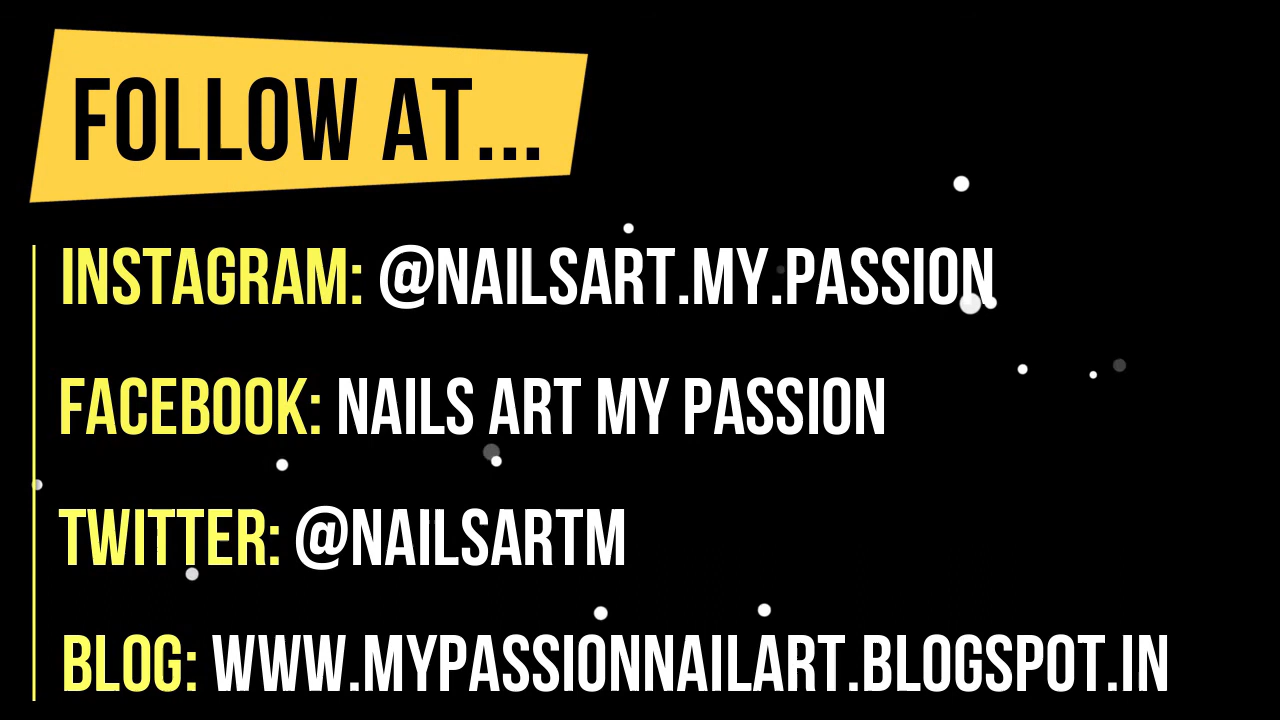 FOLLOW AT...
INSTAGRAM: @NAILSART.MY.PASSION
FACEBOOK: NAILS ART MY PASSION
TWITTER: @NAILSARTM
BLOG: WWW.MYPASSIONNAILART.BLOGSPOT.IN